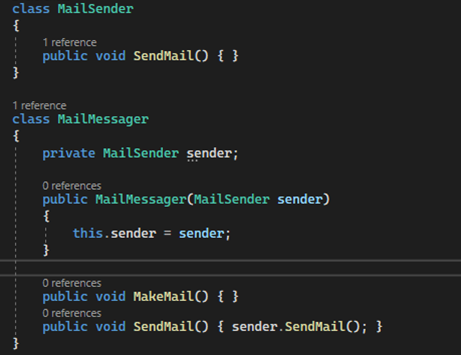 class MailSender
{
1 reference
public void SendMail() { }
}
1 reference
class MailMessager
{
private MailSender sender;
0 references
public MailMessager(MailSender sender)
{
this.sender = sender;
}
0 references
public void MakeMail() { }
0 references
public void SendMail() { sender.SendMail(); }
}